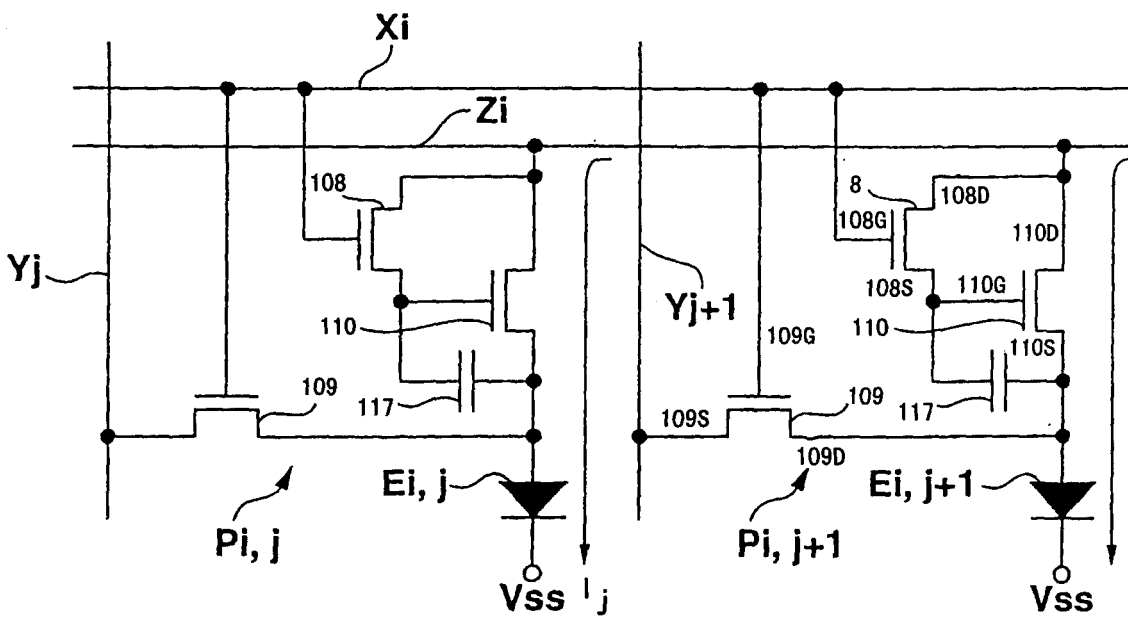 Xi
Zi
108
8
108D
108G
110D
Yj
108S
110G
Yj+1
110
110
109G
110S
109
117
109
117
109S
109D
Ei, j
Ei, j+1
Pi, j
Pi, j+1
Vss
I j
Vss